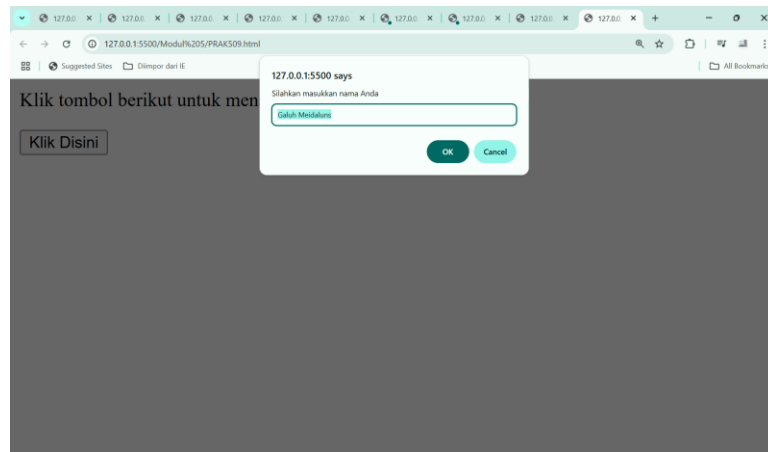 127.0.0. 127.0.0. 127.0.0. 127.0.0. 127.0.0. 127.0.0. 127.0.0. 127.0.0. 127.0.0.
127.0.0.1:5500/Modul%205/PRAK509.html
Suggested Sites Diimpor dari IE All Bookmarks
127.0.0.1:5500 says
Silahkan masukkan nama Anda
Galuh Meidaluns
OK Cancel
Klik tombol berikut untuk men
Klik Disini